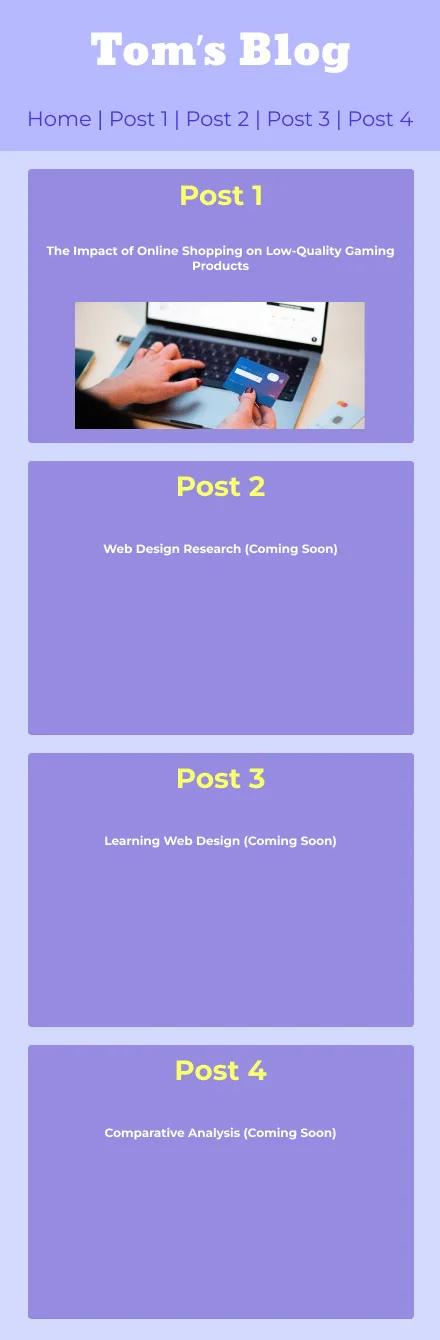 Tom's Blog
Home | Post 1 | Post 2 | Post 3 | Post 4
Post 1
The Impact of Online Shopping on Low-Quality Gaming
Products
Post 2
Web Design Research (Coming Soon)
Post 3
Learning Web Design (Coming Soon)
Post 4
Comparative Analysis (Coming Soon)